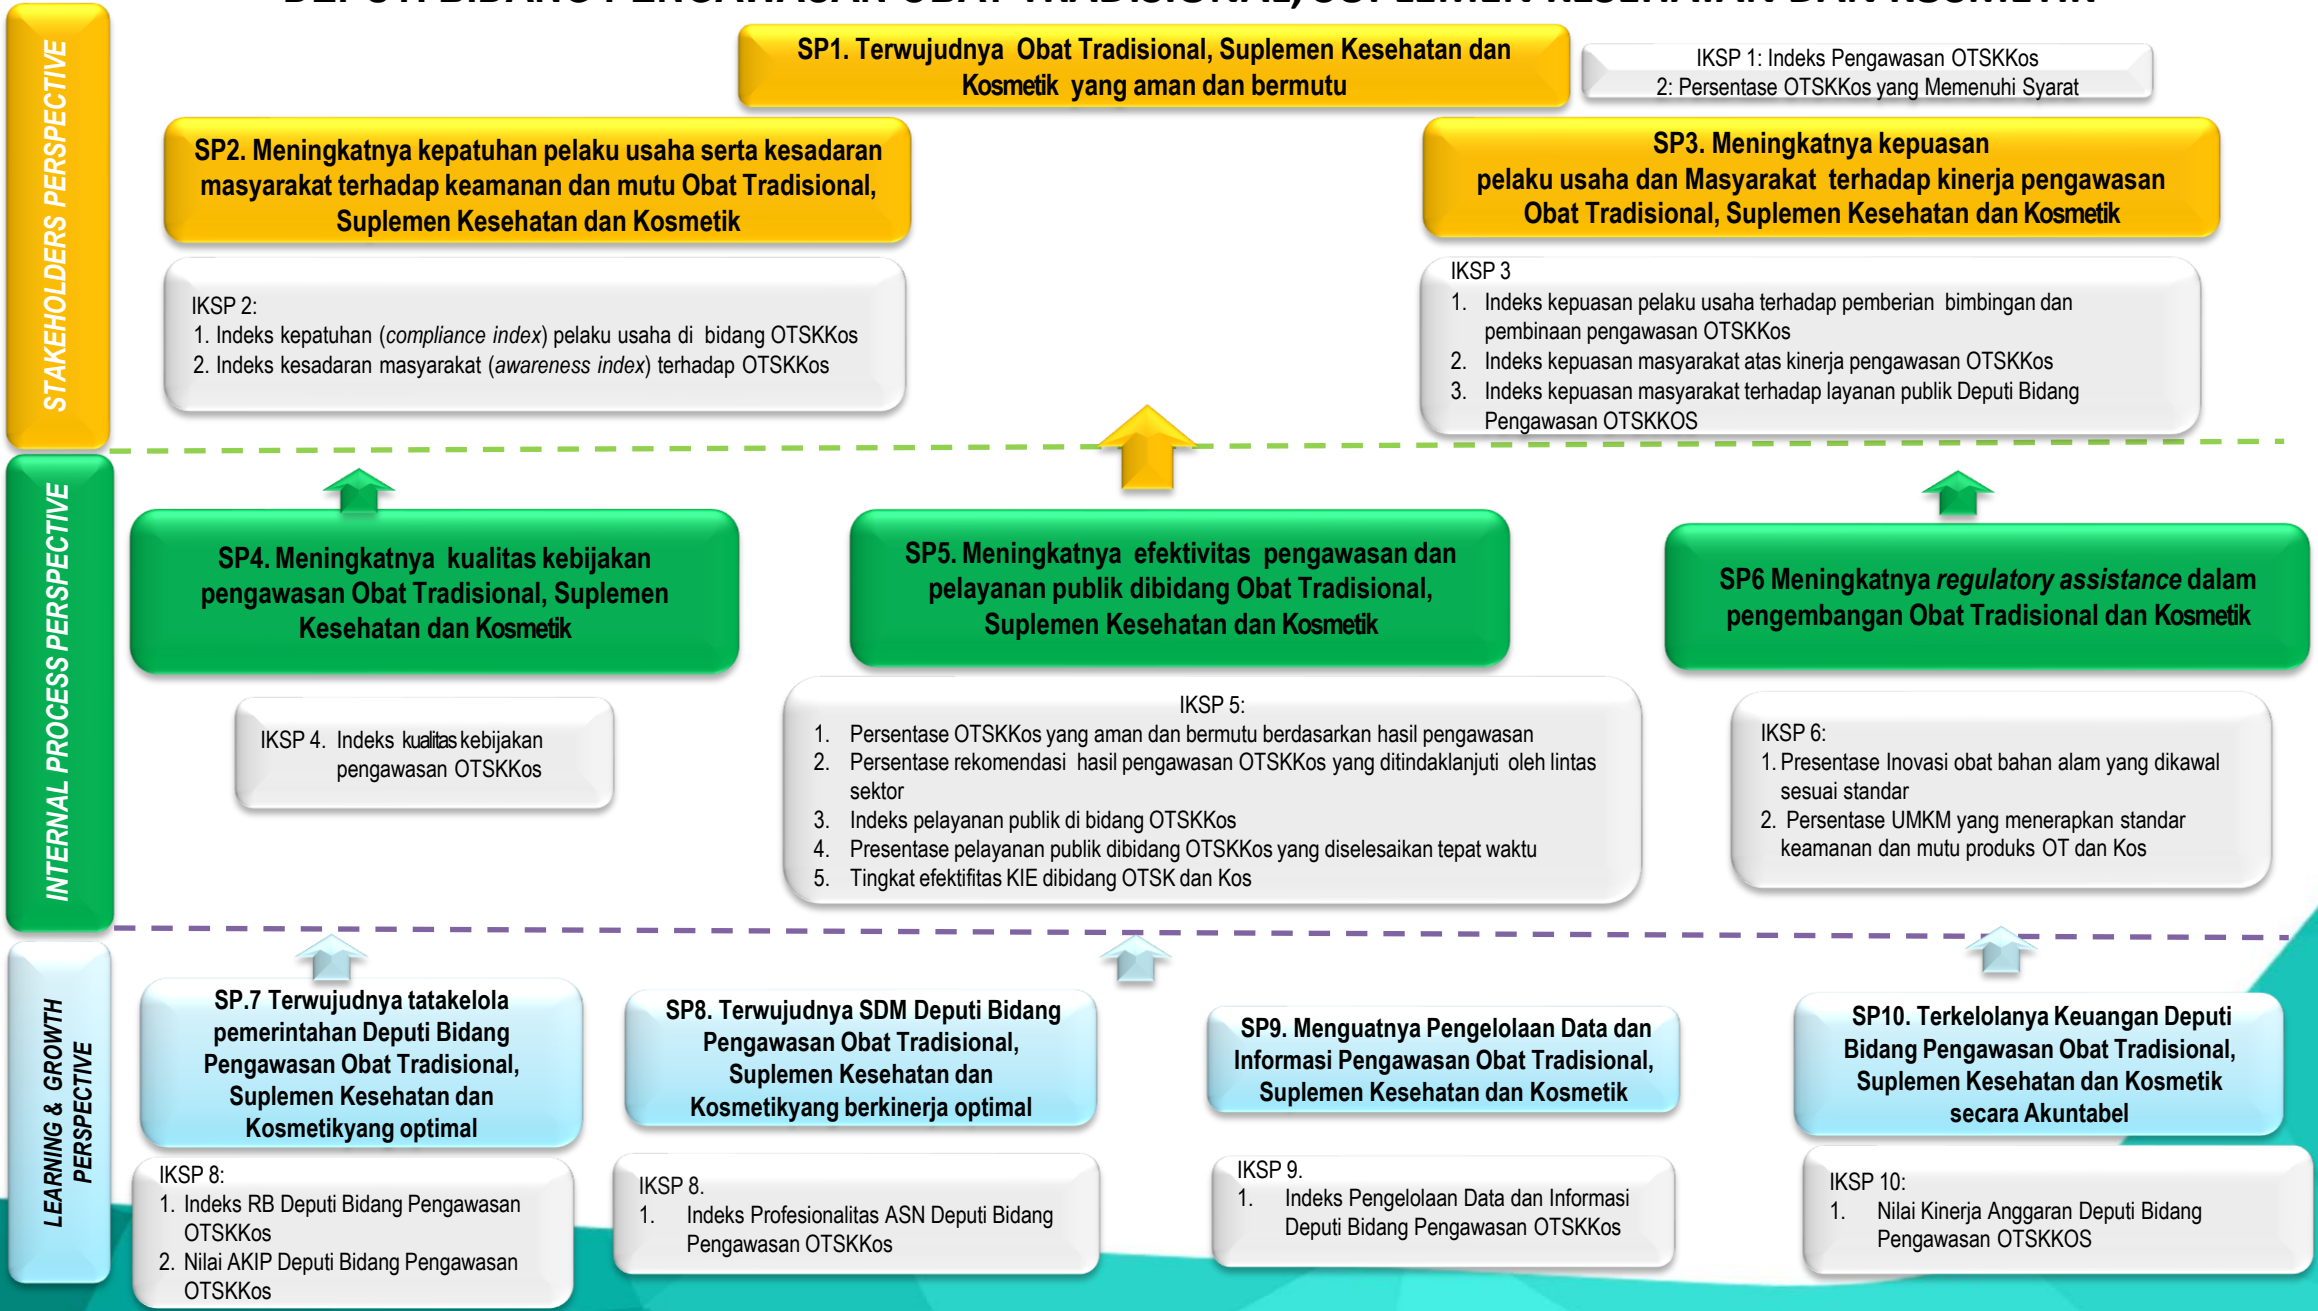 DEPUTI BIDANG PENGAWASAN OBAT TRADISIONAL, SUPLEMEN KESEHATAN DAN KOSMETIK
STAKEHOLDERS PERSPECTIVE
SP1. Terwujudnya Obat Tradisional, Suplemen Kesehatan dan
Kosmetik yang aman dan bermutu
IKSP 1: Indeks Pengawasan OTSKKos
2: Persentase OTSKKos yang Memenuhi Syarat
SP2. Meningkatnya kepatuhan pelaku usaha serta kesadaran
masyarakat terhadap keamanan dan mutu Obat Tradisional,
Suplemen Kesehatan dan Kosmetik
SP3. Meningkatnya kepuasan
pelaku usaha dan Masyarakat terhadap kinerja pengawasan
Obat Tradisional, Suplemen Kesehatan dan Kosmetik
IKSP 2:
1. Indeks kepatuhan (compliance index) pelaku usaha di bidang OTSKKos
2. Indeks kesadaran masyarakat (awareness index) terhadap OTSKKos
IKSP 3
1. Indeks kepuasan pelaku usaha terhadap pemberian bimbingan dan
pembinaan pengawasan OTSKKos
2. Indeks kepuasan masyarakat atas kinerja pengawasan OTSKKos
3. Indeks kepuasan masyarakat terhadap layanan publik Deputi Bidang
Pengawasan OTSKKOS
INTERNAL PROCESS PERSPECTIVE
SP4. Meningkatnya kualitas kebijakan
pengawasan Obat Tradisional, Suplemen
Kesehatan dan Kosmetik
SP5. Meningkatnya efektivitas pengawasan dan
pelayanan publik dibidang Obat Tradisional,
Suplemen Kesehatan dan Kosmetik
SP6 Meningkatnya regulatory assistance dalam
pengembangan Obat Tradisional dan Kosmetik
IKSP 4. Indeks kualitas kebijakan
pengawasan OTSKKos
IKSP 5:
1. Persentase OTSKKos yang aman dan bermutu berdasarkan hasil pengawasan
2. Persentase rekomendasi hasil pengawasan OTSKKos yang ditindaklanjuti oleh lintas
sektor
3. Indeks pelayanan publik di bidang OTSKKos
4. Presentase pelayanan publik dibidang OTSKKos yang diselesaikan tepat waktu
5. Tingkat efektifitas KIE dibidang OTSK dan Kos
IKSP 6:
1. Presentase Inovasi obat bahan alam yang dikawal
sesuai standar
2. Persentase UMKM yang menerapkan standar
keamanan dan mutu produks OT dan Kos
LEARNING & GROWTH
PERSPECTIVE
SP.7 Terwujudnya tatakelola
pemerintahan Deputi Bidang
Pengawasan Obat Tradisional,
Suplemen Kesehatan dan
Kosmetikyang optimal
SP8. Terwujudnya SDM Deputi Bidang
Pengawasan Obat Tradisional,
Suplemen Kesehatan dan
Kosmetikyang berkinerja optimal
SP9. Menguatnya Pengelolaan Data dan
Informasi Pengawasan Obat Tradisional,
Suplemen Kesehatan dan Kosmetik
SP10. Terkelolanya Keuangan Deputi
Bidang Pengawasan Obat Tradisional,
Suplemen Kesehatan dan Kosmetik
secara Akuntabel
IKSP 8:
1. Indeks RB Deputi Bidang Pengawasan
OTSKKos
2. Nilai AKIP Deputi Bidang Pengawasan
OTSKKos
IKSP 8.
1. Indeks Profesionalitas ASN Deputi Bidang
Pengawasan OTSKKos
IKSP 9.
1. Indeks Pengelolaan Data dan Informasi
Deputi Bidang Pengawasan OTSKKos
IKSP 10:
1. Nilai Kinerja Anggaran Deputi Bidang
Pengawasan OTSKKOS